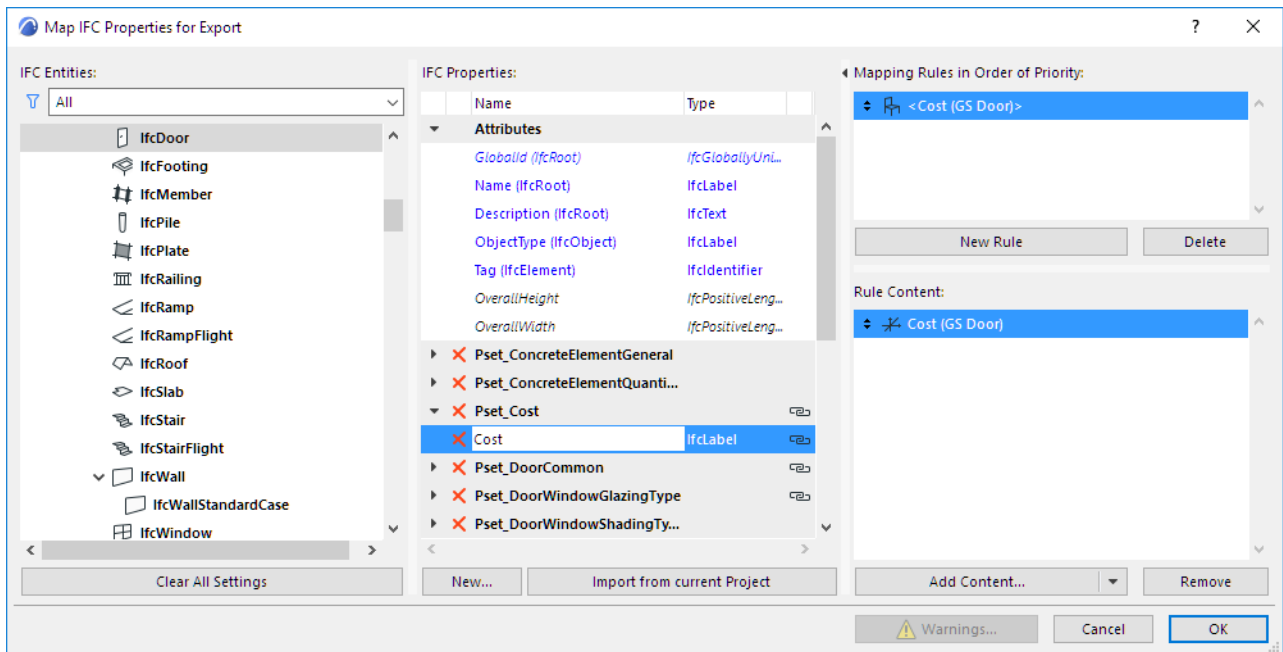 Map IFC Properties for Export
?
IFC Entities:
All
IfcDoor
IfcFooting
IfcMember
IfcPile
IfcPlate
IfcRailing
IfcRamp
IfcRampFlight
IfcRoof
IfcSlab
IfcStair
IfcStairFlight
IfcWall
IfcWallStandardCase
IfcWindow
Clear All Settings
IFC Properties:
Name Type
Attributes
GlobalId (IfcRoot) IfcGloballyUni...
Name (IfcRoot) IfcLabel
Description (IfcRoot) IfcText
ObjectType (IfcObject) IfcLabel
Tag (IfcElement) IfcIdentifier
OverallHeight IfcPositiveLeng...
OverallWidth IfcPositiveLeng...
Pset_ConcreteElementGeneral
Pset_ConcreteElementQuanti...
Pset_Cost
Cost IfcLabel
Pset_DoorCommon
Pset_DoorWindowGlazingType
Pset_DoorWindowShadingTy...
New... Import from current Project
Mapping Rules in Order of Priority:
<Cost (GS Door)>
New Rule Delete
Rule Content:
Cost (GS Door)
Add Content... Remove
Warnings... Cancel OK